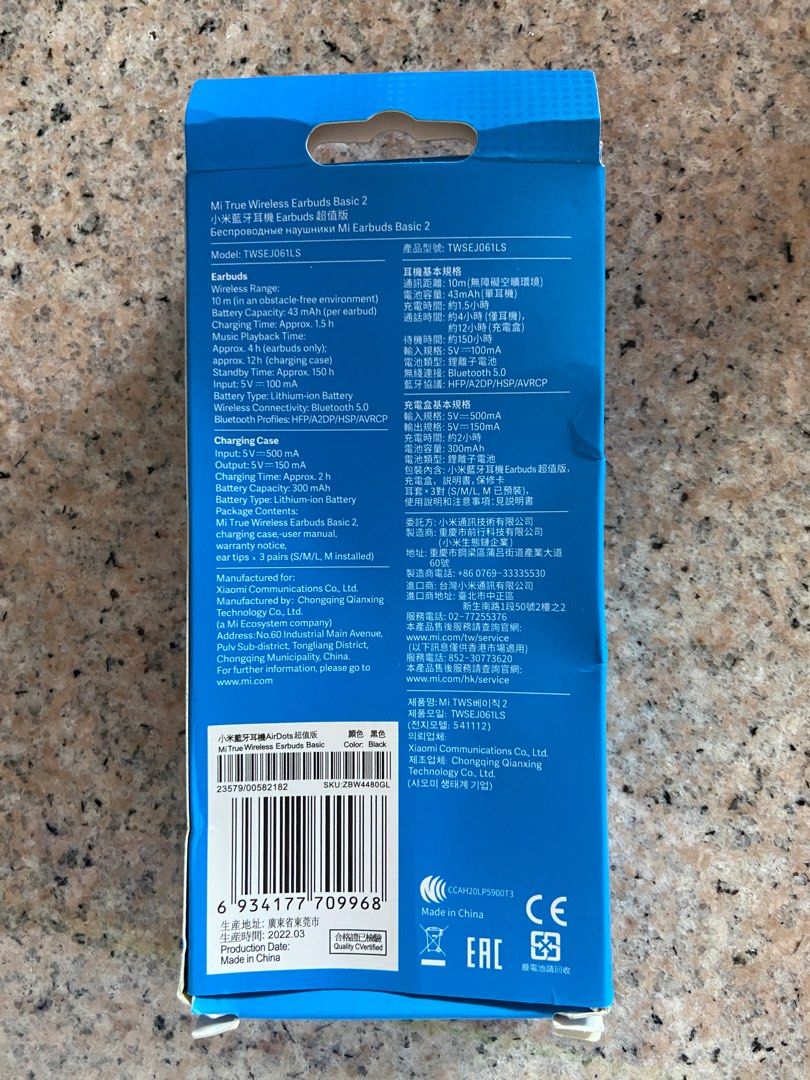 Mi True Wireless Earbuds Basic 2
小米藍牙耳機 Earbuds 超值版
Беспроводные наушники Mi Earbuds Basic 2
Model: TWSEJ061LS
Earbuds
Wireless Range:
10 m (in an obstacle-free environment)
Battery Capacity: 43 mAh (per earbud)
Charging Time: Approx. 1.5 h
Music Playback Time:
Approx. 4 h (earbuds only);
approx. 12h (charging case)
Standby Time: Approx. 150 h
Input: 5V⎓100 mA
Battery Type: Lithium-ion Battery
Wireless Connectivity: Bluetooth 5.0
Bluetooth Profiles: HFP/A2DP/HSP/AVRCP
Charging Case
Input: 5V⎓500 mA
Output: 5V⎓150 mA
Charging Time: Approx. 2 h
Battery Capacity: 300 mAh
Battery Type: Lithium-ion Battery
Package Contents:
Mi True Wireless Earbuds Basic 2,
charging case,-user manual,
warranty notice,
ear tips × 3 pairs (S/M/L, M installed)
Manufactured for:
Xiaomi Communications Co., Ltd.
Manufactured by: Chongqing Qianxing
Technology Co., Ltd.
(a Mi Ecosystem company)
Address: No.60 Industrial Main Avenue,
Pulv Sub-district, Tongliang District,
Chongqing Municipality, China.
For further information, please go to
www.mi.com
產品型號: TWSEJ061LS
耳機基本規格
通訊距離: 10m(無障礙空曠環境)
電池容量: 43mAh(單耳機)
充電時間: 約1.5小時
通話時間: 約4小時 (僅耳機),
約12小時 (充電盒)
待機時間: 約150小時
輸入規格: 5V⎓100mA
電池類型: 鋰離子電池
無綫連接: Bluetooth 5.0
藍牙協議: HFP/A2DP/HSP/AVRCP
充電盒基本規格
輸入規格: 5V⎓500mA
輸出規格: 5V⎓150mA
充電時間: 約2小時
電池容量: 300mAh
電池類型: 鋰離子電池
包裝內含: 小米藍牙耳機Earbuds 超值版,
充電盒, 說明書, 保修卡
耳套×3對 (S/M/L, M 已預裝),
使用說明和注意事項:見說明書
委託方: 小米通訊技術有限公司
製造商: 重慶市前行科技有限公司
(小米生態鏈企業)
地址: 重慶市銅梁區蒲呂街道產業大道
60號
製造商電話: +86 0769-33335530
進口商: 台灣小米通訊有限公司
進口商地址: 臺北市中正區
新生南路1段50號2樓之2
服務電話: 02-77255376
本產品售後服務請查詢官網:
www.mi.com/tw/service
(以下訊息僅供香港市場適用)
服務電話: 852-30773620
本產品售後服務請查詢官網:
www.mi.com/hk/service
제품명: Mi TWS베이직 2
제품모델: TWSEJ061LS
(전지모델: 541112)
의뢰업체:
Xiaomi Communications Co., Ltd.
제조업체: Chongqing Qianxing
Technology Co., Ltd.
(샤오미 생태계 기업)
小米藍牙耳機AirDots超值版 顏色 黑色
Mi True Wireless Esrbuds Basic Color: Black
23579/00582182 SKU:ZBW4480GL
6 934177 709968
生産地址: 廣東省東莞市
生産時間: 2022.03
Production Date:
Made in China
合格證已檢驗
Quality CVertified
CCAH20LP5900T3
Made in China
CE
EAC
廢電池請回收